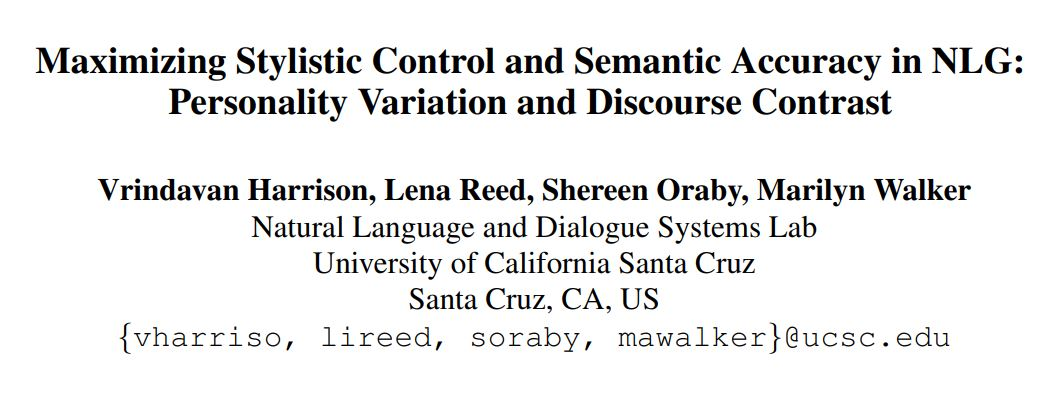 Maximizing Stylistic Control and Semantic Accuracy in NLG:
Personality Variation and Discourse Contrast
Vrindavan Harrison, Lena Reed, Shereen Oraby, Marilyn Walker
Natural Language and Dialogue Systems Lab
University of California Santa Cruz
Santa Cruz, CA, US
{vharriso, lireed, soraby, mawalker}@ucsc.edu